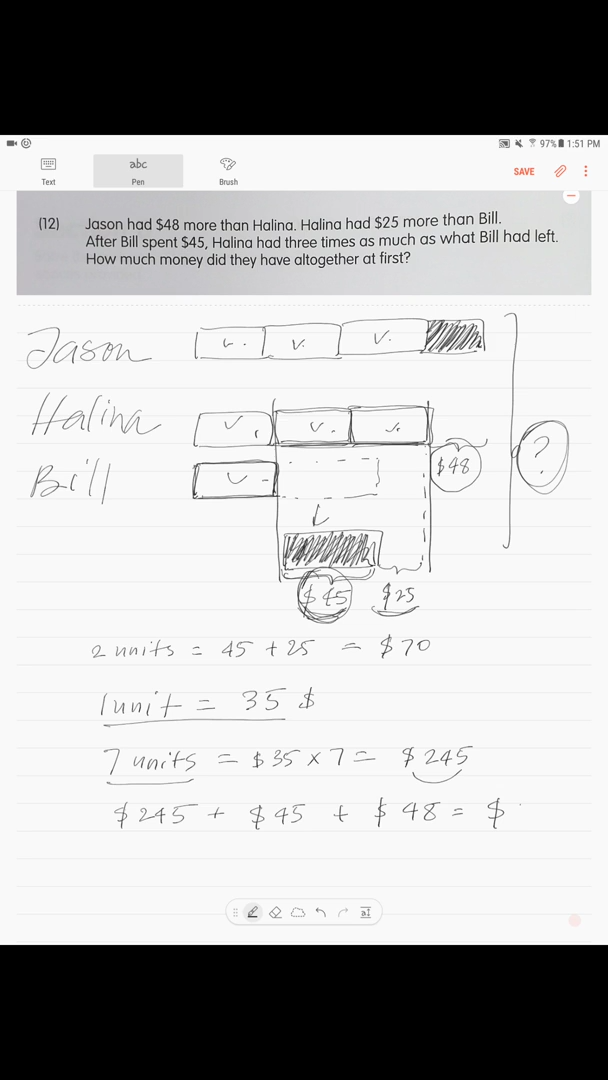 97% 1:51 PM
Text
abc
Pen
Brush
SAVE
(12) Jason had $48 more than Halina. Halina had $25 more than Bill.
After Bill spent $45, Halina had three times as much as what Bill had left.
How much money did they have altogether at first?
Jason
Halina
Bill
$48
?
$45 $25
2 units = 45 + 25 = $70
1 unit = 35 $
7 units = $35 x 7 = $245
$245 + $45 + $48 = $
aI